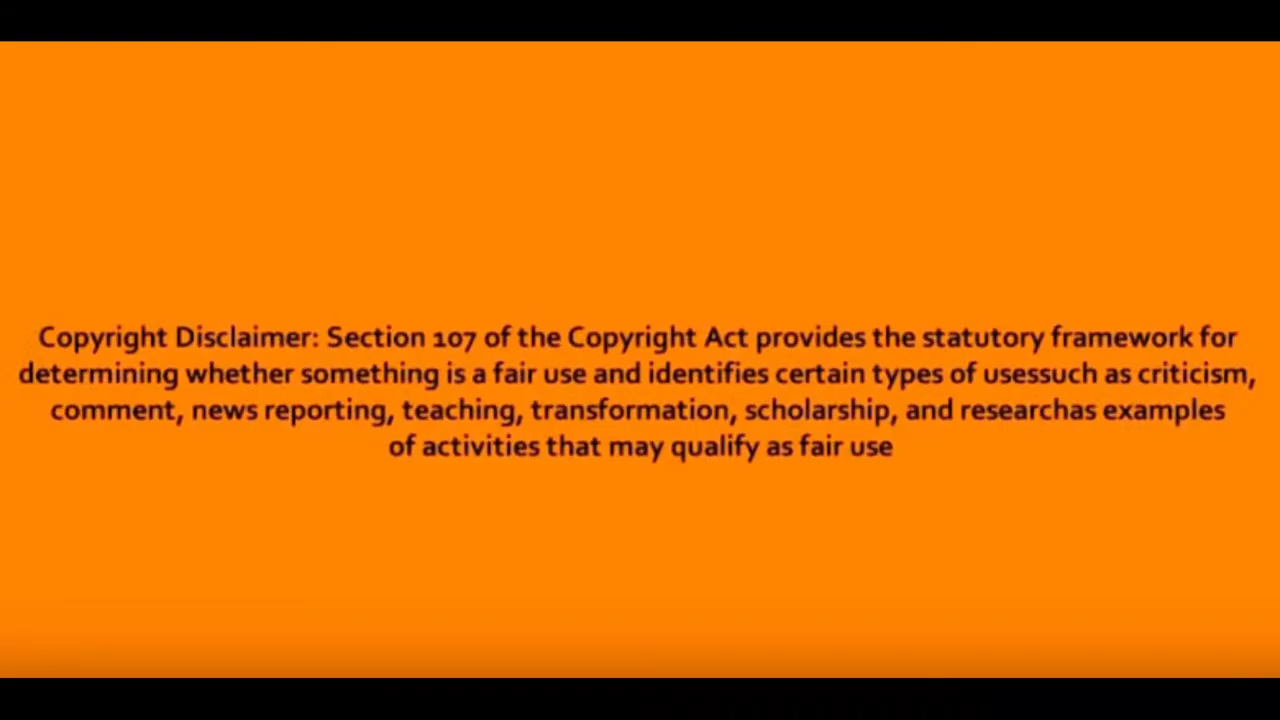 Copyright Disclaimer: Section 107 of the Copyright Act provides the statutory framework for
determining whether something is a fair use and identifies certain types of usessuch as criticism,
comment, news reporting, teaching, transformation, scholarship, and researchas examples
of activities that may qualify as fair use